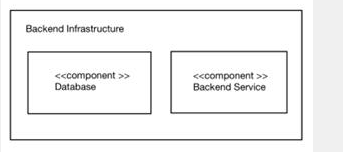 Backend Infrastructure
<<component >>
Database
<<component >>
Backend Service